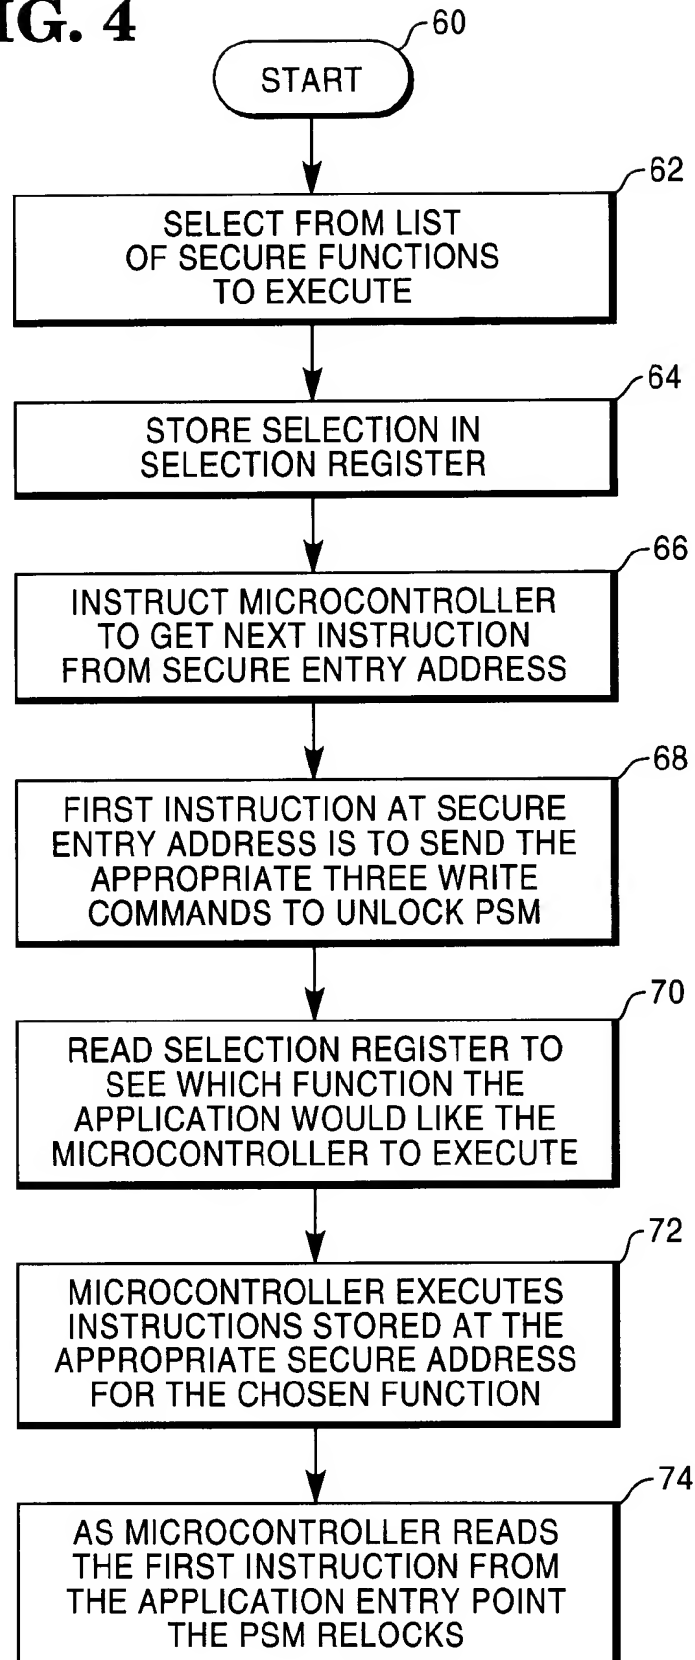 IG. 4
60
START
62
SELECT FROM LIST
OF SECURE FUNCTIONS
TO EXECUTE
64
STORE SELECTION IN
SELECTION REGISTER
66
INSTRUCT MICROCONTROLLER
TO GET NEXT INSTRUCTION
FROM SECURE ENTRY ADDRESS
68
FIRST INSTRUCTION AT SECURE
ENTRY ADDRESS IS TO SEND THE
APPROPRIATE THREE WRITE
COMMANDS TO UNLOCK PSM
70
READ SELECTION REGISTER TO
SEE WHICH FUNCTION THE
APPLICATION WOULD LIKE THE
MICROCONTROLLER TO EXECUTE
72
MICROCONTROLLER EXECUTES
INSTRUCTIONS STORED AT THE
APPROPRIATE SECURE ADDRESS
FOR THE CHOSEN FUNCTION
74
AS MICROCONTROLLER READS
THE FIRST INSTRUCTION FROM
THE APPLICATION ENTRY POINT
THE PSM RELOCKS